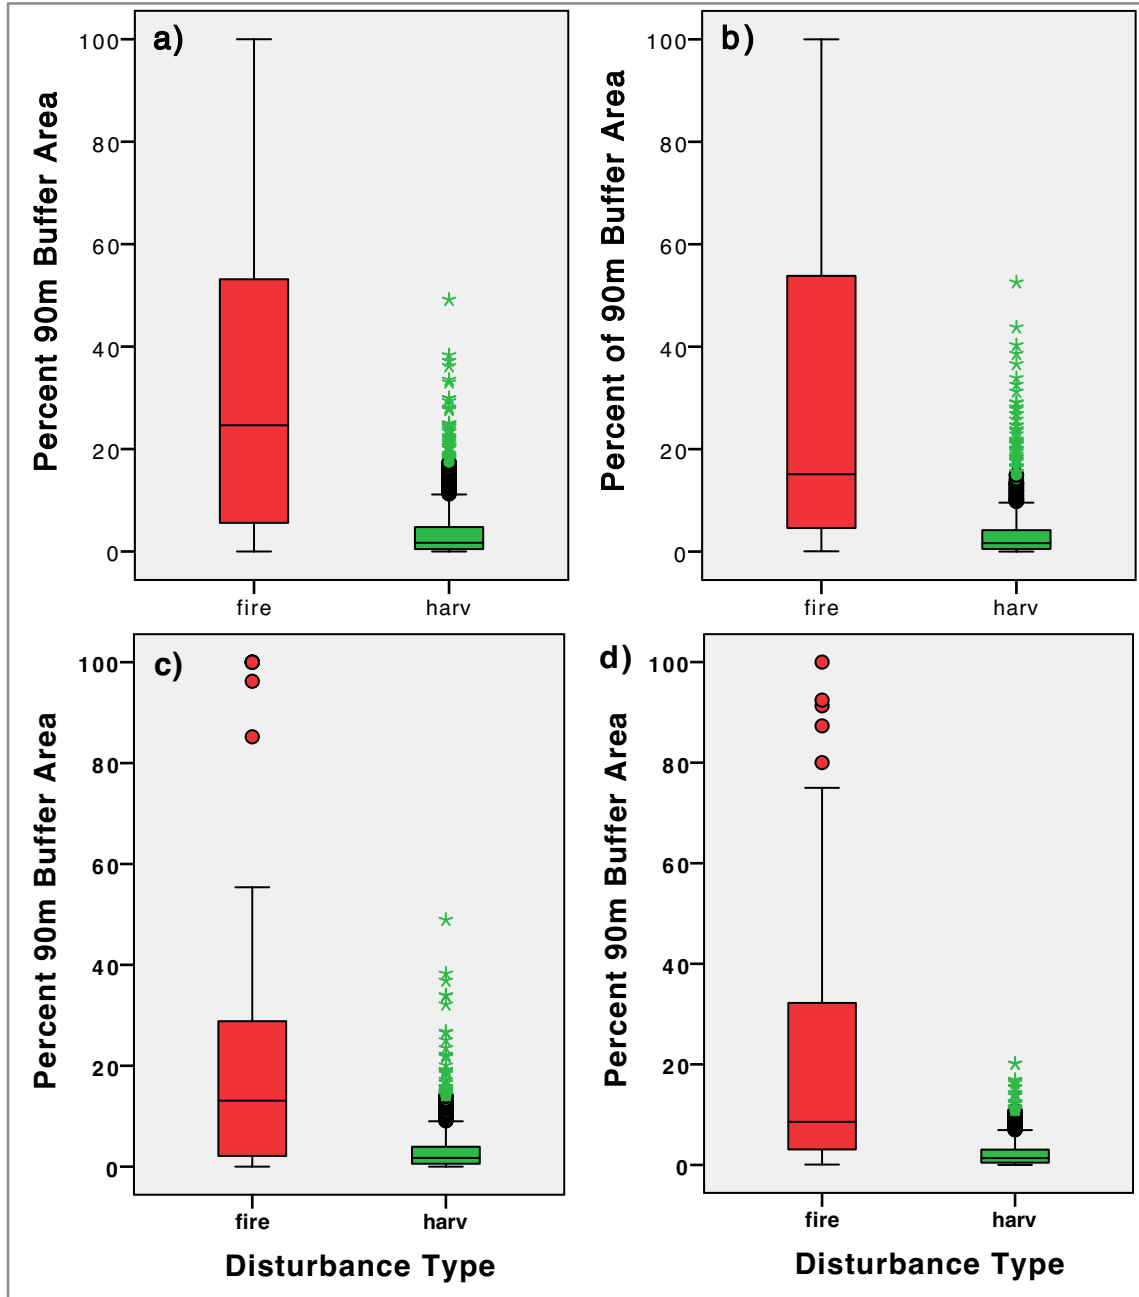 a)
Percent 90m Buffer Area
100
80
60
40
20
0
fire
harv
b)
Percent of 90m Buffer Area
100
80
60
40
20
0
fire
harv
c)
Percent 90m Buffer Area
100
80
60
40
20
0
fire
harv
Disturbance Type
d)
Percent 90m Buffer Area
100
80
60
40
20
0
fire
harv
Disturbance Type